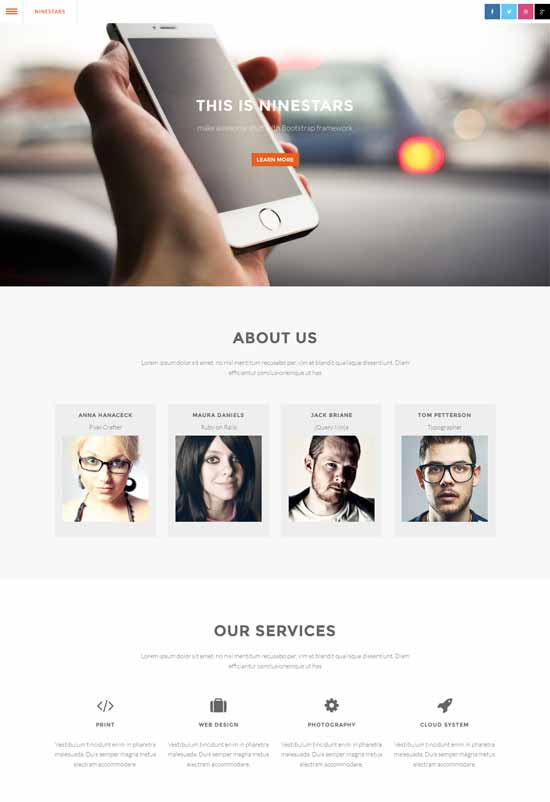 NINESTARS
THIS IS NINESTARS
make awesome stuff with Bootstrap framework
LEARN MORE
ABOUT US
Lorem ipsum dolor sit amet, no nisl mentitum recusabo per, vim at blandit qualisque dissentiunt. Diam
efficiantur conclusionemque ut has
ANNA HANACECK
Pixel Crafter
MAURA DANIELS
Ruby on Rails
JACK BRIANE
jQuery Ninja
TOM PETTERSON
Typographer
OUR SERVICES
Lorem ipsum dolor sit amet, no nisl mentitum recusabo per, vim at blandit qualisque dissentiunt. Diam
efficiantur conclusionemque ut has
PRINT
Vestibulum tincidunt enim in pharetra
malesuada. Duis semper magna metus
electram accommodare
WEB DESIGN
Vestibulum tincidunt enim in pharetra
malesuada. Duis semper magna metus
electram accommodare
PHOTOGRAPHY
Vestibulum tincidunt enim in pharetra
malesuada. Duis semper magna metus
electram accommodare
CLOUD SYSTEM
Vestibulum tincidunt enim in pharetra
malesuada. Duis semper magna metus
electram accommodare